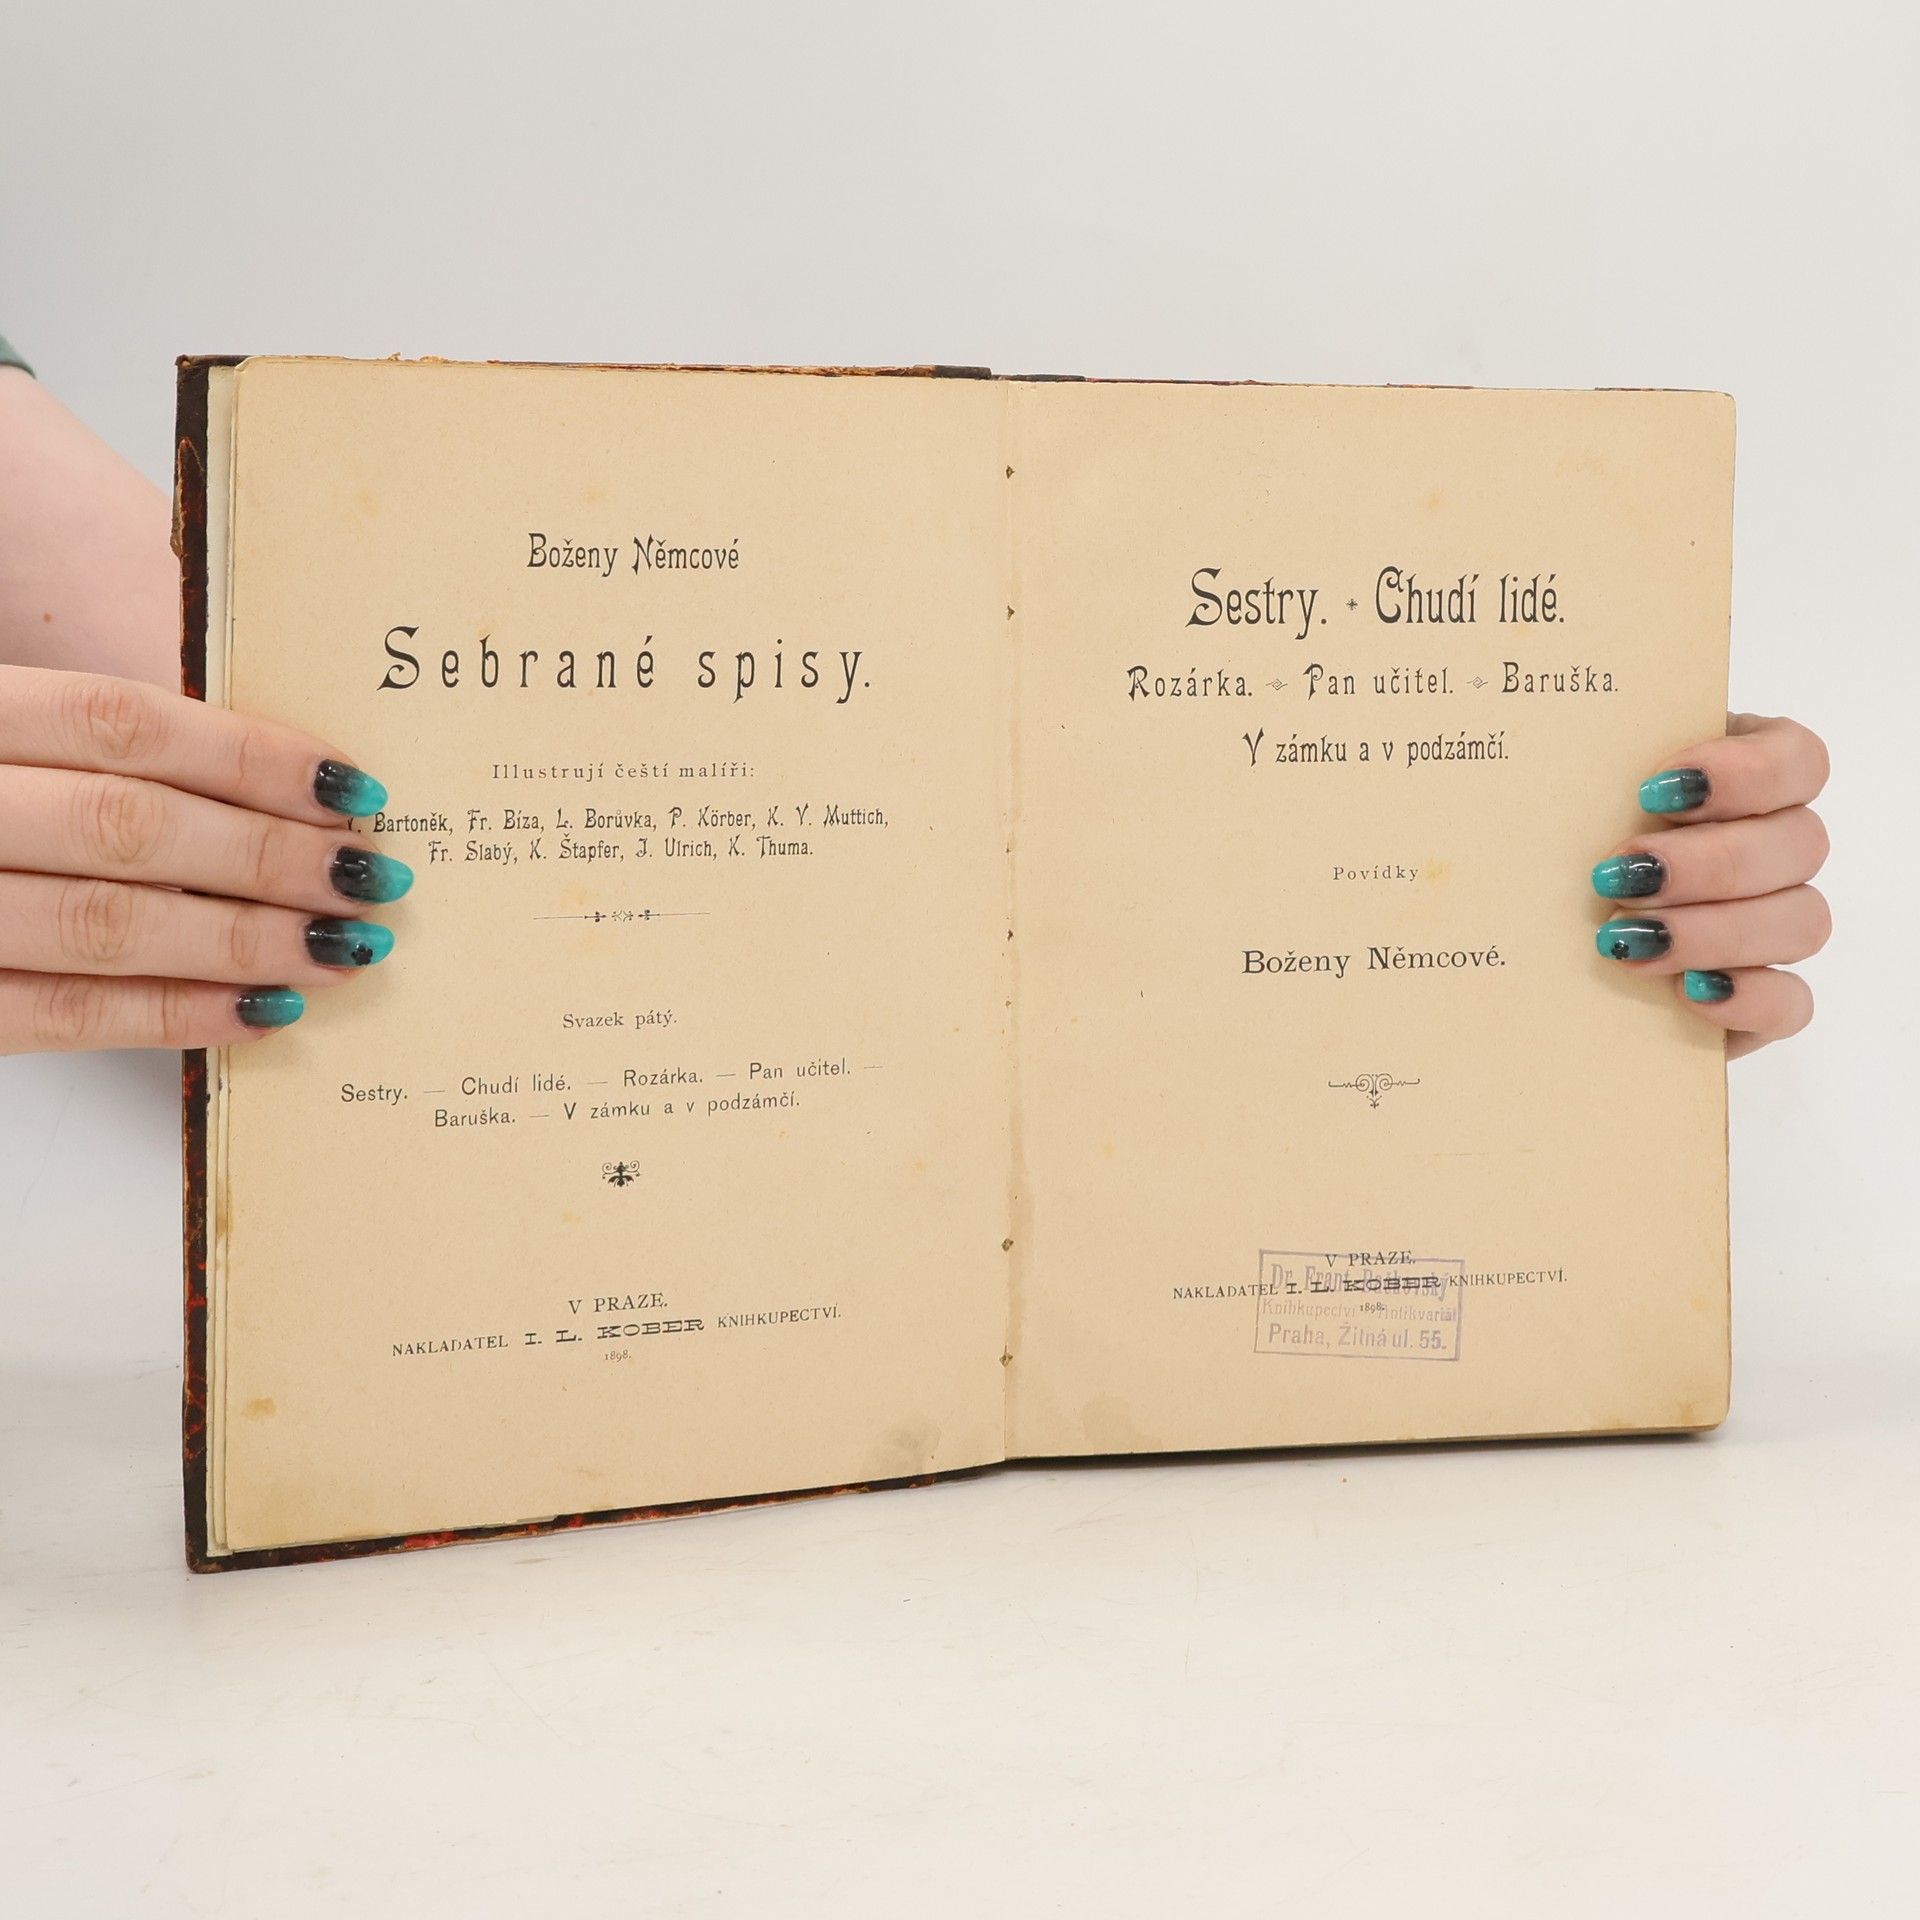 Boženy Němcové
Sebrané spisy.
Illustrují čeští malíři:
V. Bartoněk, Fr. Bíza, L. Borůvka, P. Körber, K. V. Muttich,
Fr. Slabý, K. Štapfer, J. Ulrich, K. Thuma.
Svazek pátý.
Sestry. — Chudí lidé. — Rozárka. — Pan učitel. —
Baruška. — V zámku a v podzámčí.
V PRAZE.
NAKLADATEL I. L. KOBER KNIHKUPECTVÍ.
1898.
Sestry. Chudí lidé.
Rozárka. Pan učitel. Baruška.
V zámku a v podzámčí.
Povídky
Boženy Němcové.
V PRAZE.
NAKLADATEL I. L. KOBER KNIHKUPECTVÍ.
1898.
Dr. Frant. Bačkovský
Knihkupectví Antikvariát
Praha, Žitná ul. 55.